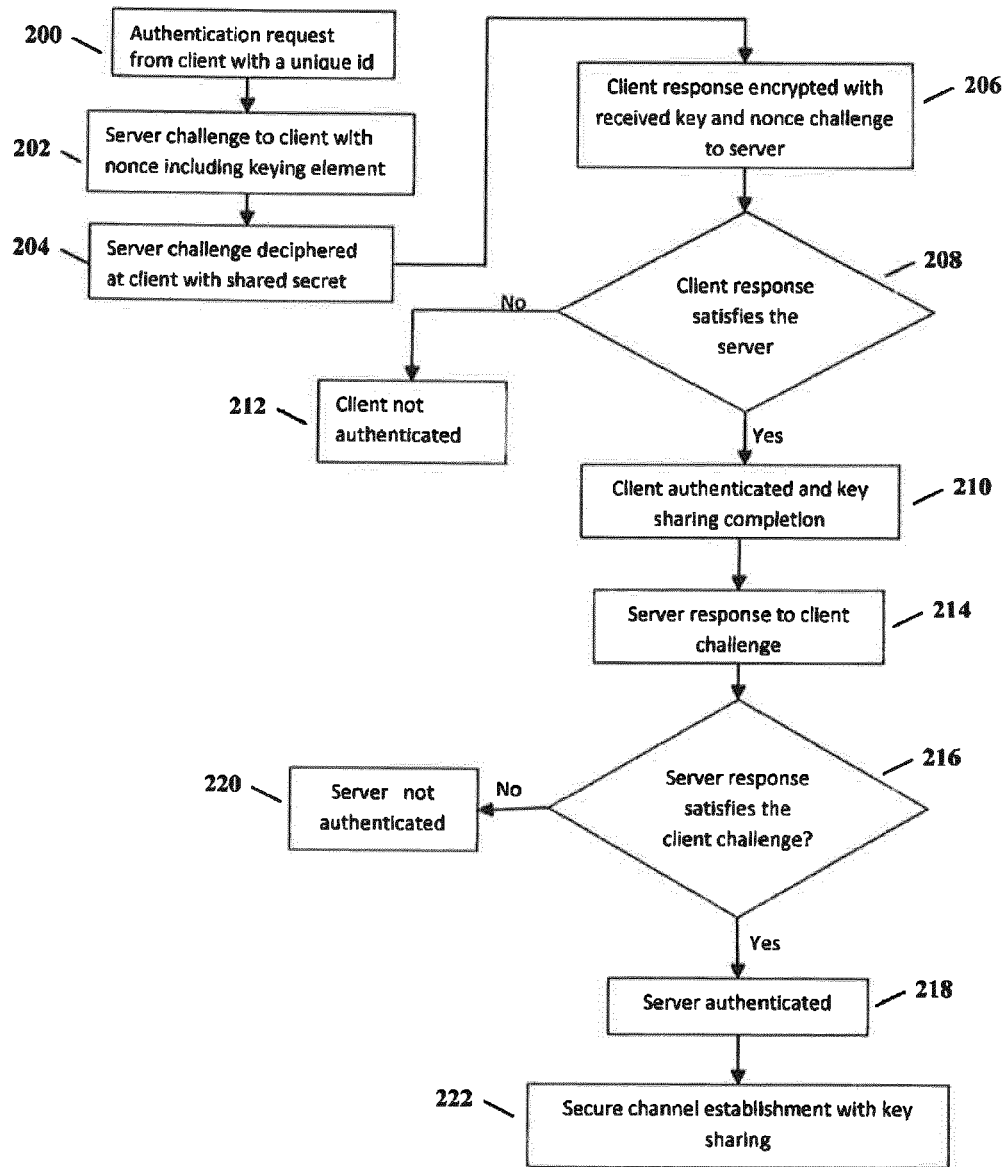 200
Authentication request
from client with a unique id
202
Server challenge to client with
nonce including keying element
204
Server challenge deciphered
at client with shared secret
206
Client response encrypted with
received key and nonce challenge
to server
208
Client response
satisfies the
server
No
212
Client not
authenticated
Yes
210
Client authenticated and key
sharing completion
214
Server response to client
challenge
216
Server response
satisfies the
client challenge?
No
220
Server not
authenticated
Yes
218
Server authenticated
222
Secure channel establishment with key
sharing